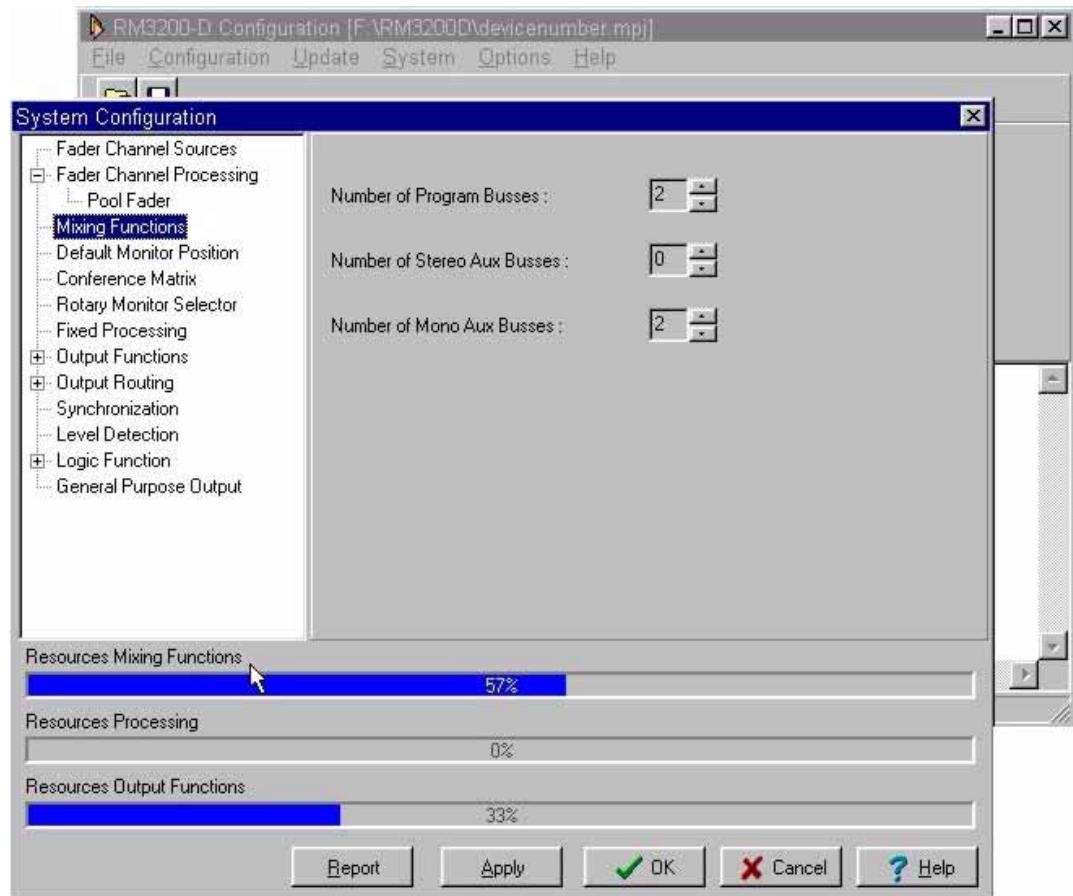 RM3200-D Configuration [F:\RM3200D\devicenumber.mpj]
File Configuration Update System Options Help
System Configuration
Fader Channel Sources
Fader Channel Processing
Pool Fader
Mixing Functions
Default Monitor Position
Conference Matrix
Rotary Monitor Selector
Fixed Processing
Output Functions
Output Routing
Synchronization
Level Detection
Logic Function
General Purpose Output
Number of Program Busses : 2
Number of Stereo Aux Busses : 0
Number of Mono Aux Busses : 2
Resources Mixing Functions
57%
Resources Processing
0%
Resources Output Functions
33%
Report Apply OK Cancel Help